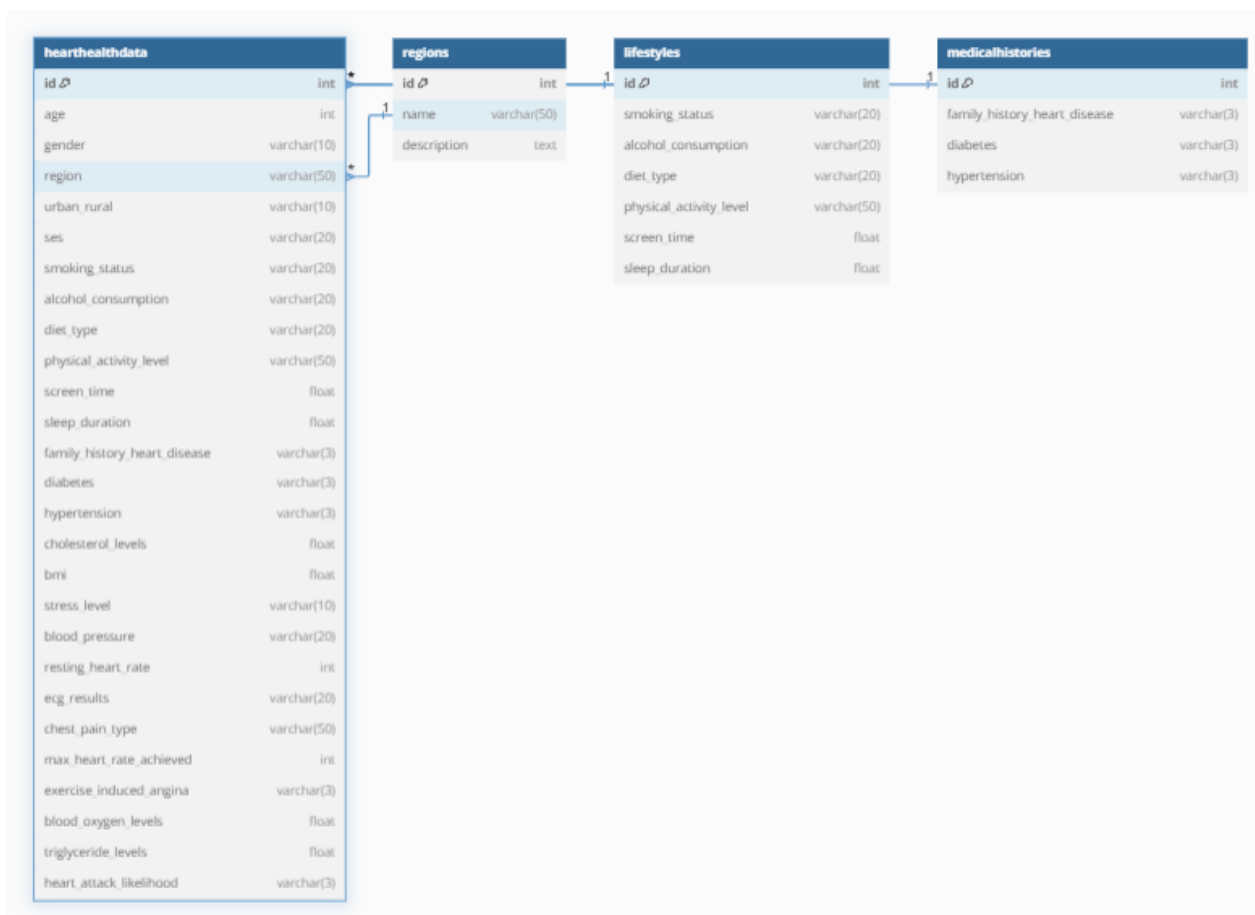 hearthealthdata
id int
age int
gender varchar(10)
region varchar(50)
urban_rural varchar(10)
ses varchar(20)
smoking_status varchar(20)
alcohol_consumption varchar(20)
diet_type varchar(20)
physical_activity_level varchar(50)
screen_time float
sleep_duration float
family_history_heart_disease varchar(3)
diabetes varchar(3)
hypertension varchar(3)
cholesterol_levels float
bmi float
stress_level varchar(10)
blood_pressure varchar(20)
resting_heart_rate int
ecg_results varchar(20)
chest_pain_type varchar(50)
max_heart_rate_achieved int
exercise_induced_angina varchar(3)
blood_oxygen_levels float
triglyceride_levels float
heart_attack_likelihood varchar(3)
*
*
1
regions
id int
name varchar(50)
description text
1
lifestyles
id int
smoking_status varchar(20)
alcohol_consumption varchar(20)
diet_type varchar(20)
physical_activity_level varchar(50)
screen_time float
sleep_duration float
1
medicalhistories
id int
family_history_heart_disease varchar(3)
diabetes varchar(3)
hypertension varchar(3)